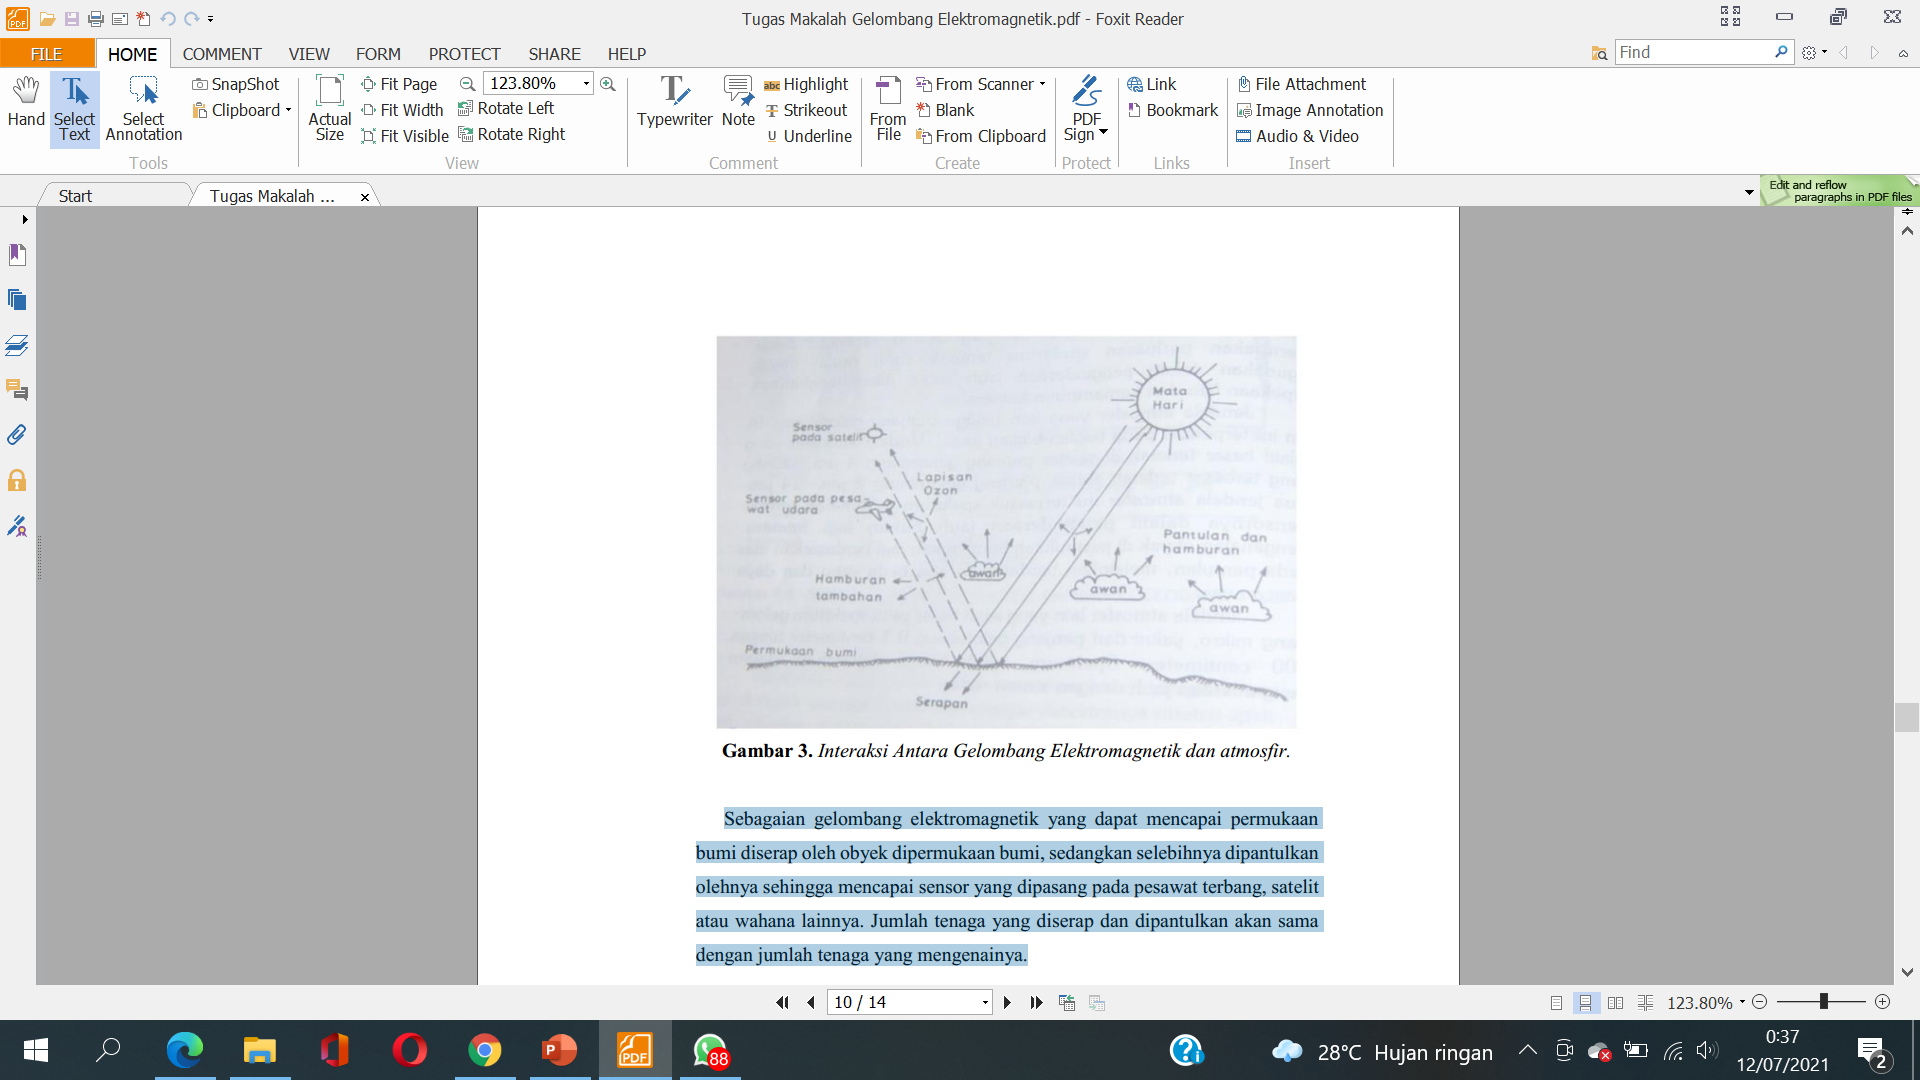 Tugas Makalah Gelombang Elektromagnetik.pdf - Foxit Reader
FILE HOME COMMENT VIEW FORM PROTECT SHARE HELP
Find
Hand
Select Text
Select Annotation
SnapShot
Clipboard
Tools
Actual Size
Fit Page
Fit Width
Fit Visible
123.80%
Rotate Left
Rotate Right
View
Typewriter
Note
Highlight
Strikeout
Underline
Comment
From File
From Scanner
Blank
From Clipboard
Create
PDF Sign
Protect
Link
Bookmark
Links
File Attachment
Image Annotation
Audio & Video
Insert
Start
Tugas Makalah ...
Edit and reflow
paragraphs in PDF files
Mata
Hari
Sensor
pada satelit
Lapisan
Ozon
Sensor pada pesa-
wat udara
Pantulan dan
hamburan
awan
awan
awan
Hamburan
tambahan
Permukaan bumi
Serapan
Gambar 3. Interaksi Antara Gelombang Elektromagnetik dan atmosfir.
Sebagaian gelombang elektromagnetik yang dapat mencapai permukaan
bumi diserap oleh obyek dipermukaan bumi, sedangkan selebihnya dipantulkan
olehnya sehingga mencapai sensor yang dipasang pada pesawat terbang, satelit
atau wahana lainnya. Jumlah tenaga yang diserap dan dipantulkan akan sama
dengan jumlah tenaga yang mengenainya.
10 / 14
123.80%
88
28°C Hujan ringan
0:37
12/07/2021
2